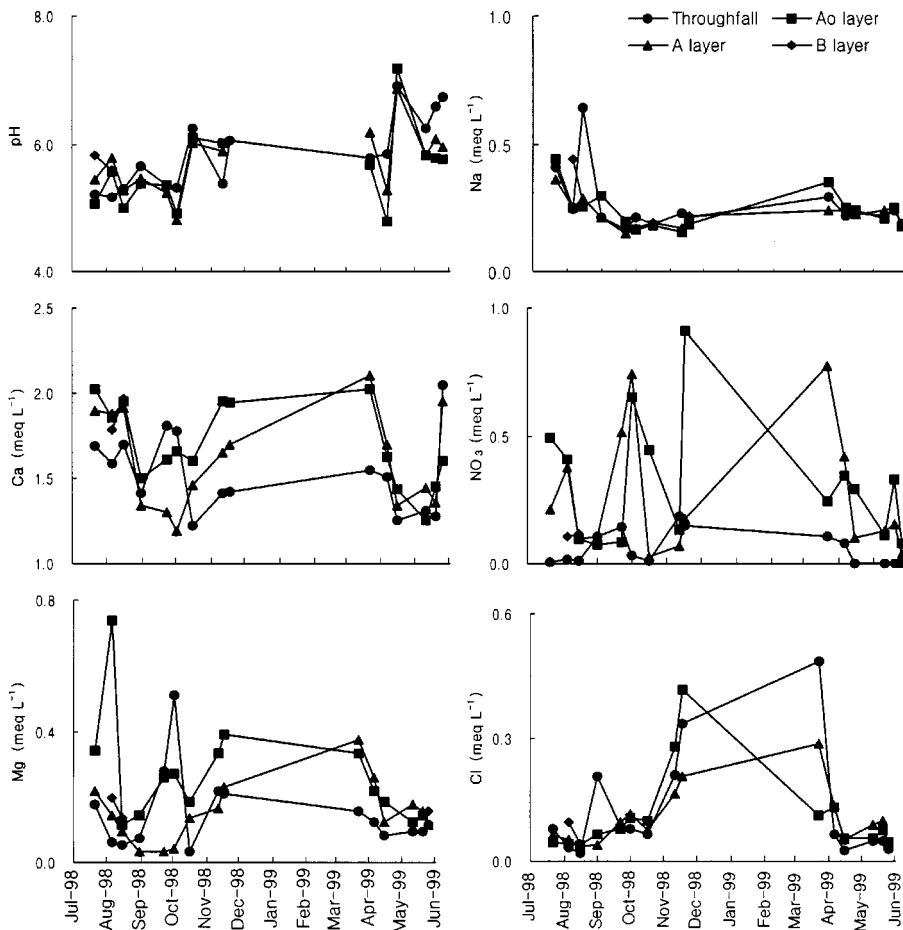 Throughfall
Ao layer
A layer
B layer
8.0
6.0
4.0
pH
1.0
0.5
0.0
Na (meq L⁻¹)
2.5
2.0
1.5
1.0
Ca (meq L⁻¹)
1.0
0.5
0.0
NO₃ (meq L⁻¹)
0.8
0.4
0.0
Mg (meq L⁻¹)
0.6
0.3
0.0
Cl (meq L⁻¹)
Jul-98
Aug-98
Sep-98
Oct-98
Nov-98
Dec-98
Jan-99
Feb-99
Mar-99
Apr-99
May-99
Jun-99
Jul-98
Aug-98
Sep-98
Oct-98
Nov-98
Dec-98
Jan-99
Feb-99
Mar-99
Apr-99
May-99
Jun-99